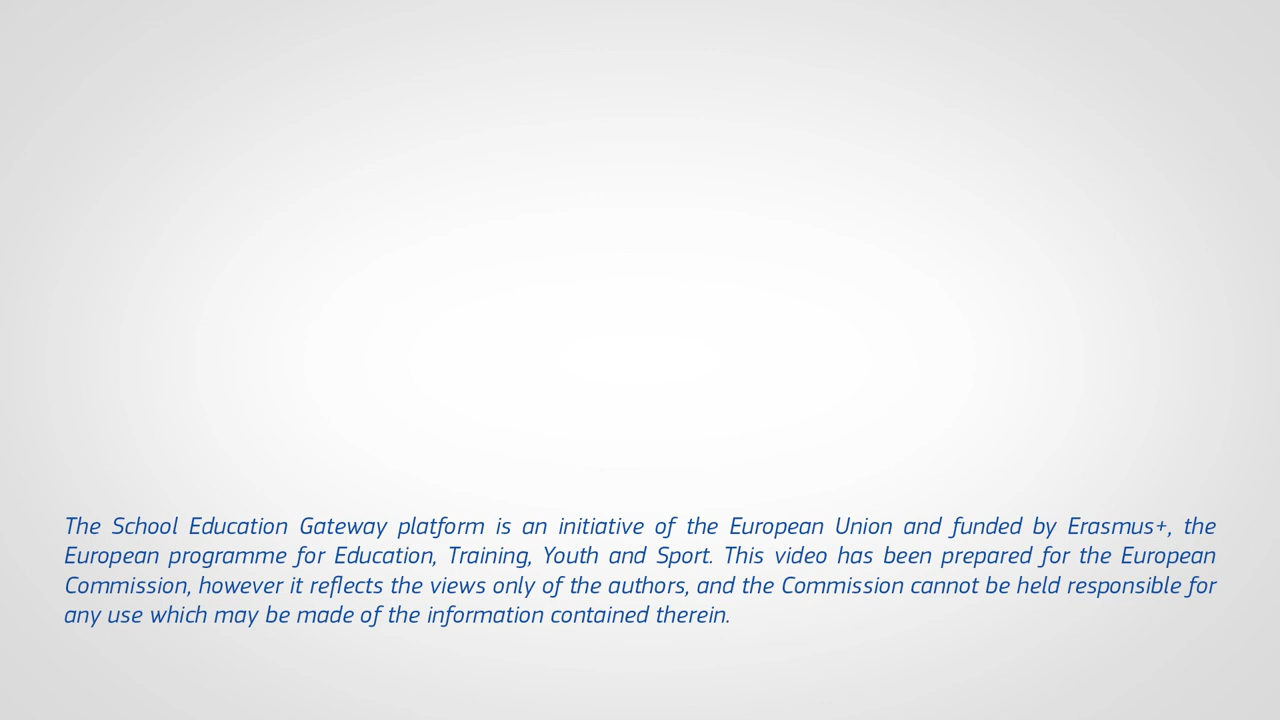 The School Education Gateway platform is an initiative of the European Union and funded by Erasmus+, the
European programme for Education, Training, Youth and Sport. This video has been prepared for the European
Commission, however it reflects the views only of the authors, and the Commission cannot be held responsible for
any use which may be made of the information contained therein.